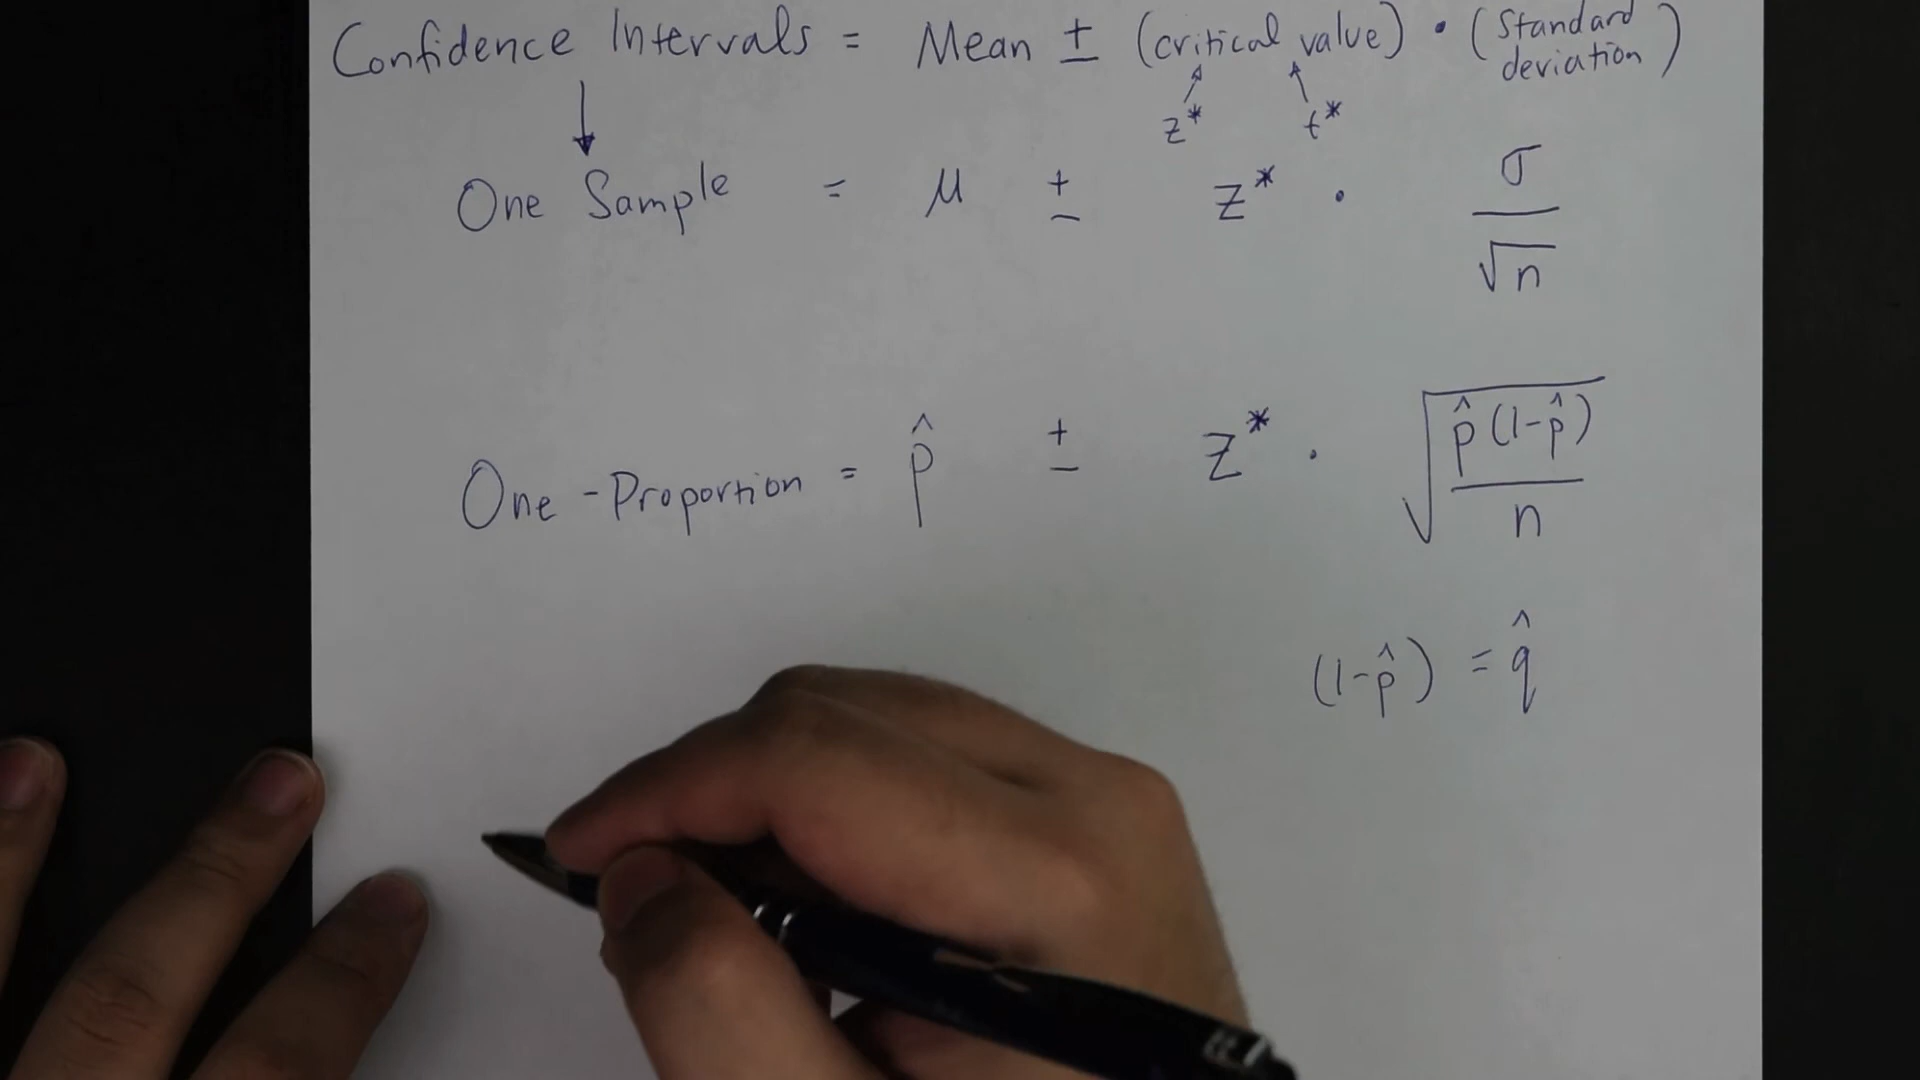 Confidence Intervals = Mean ± (critical value) • (Standard deviation)
z* t*
One Sample = μ ± z* • σ/√n
One-Proportion = p̂ ± z* • √(p̂(1-p̂)/n)
(1-p̂) = q̂